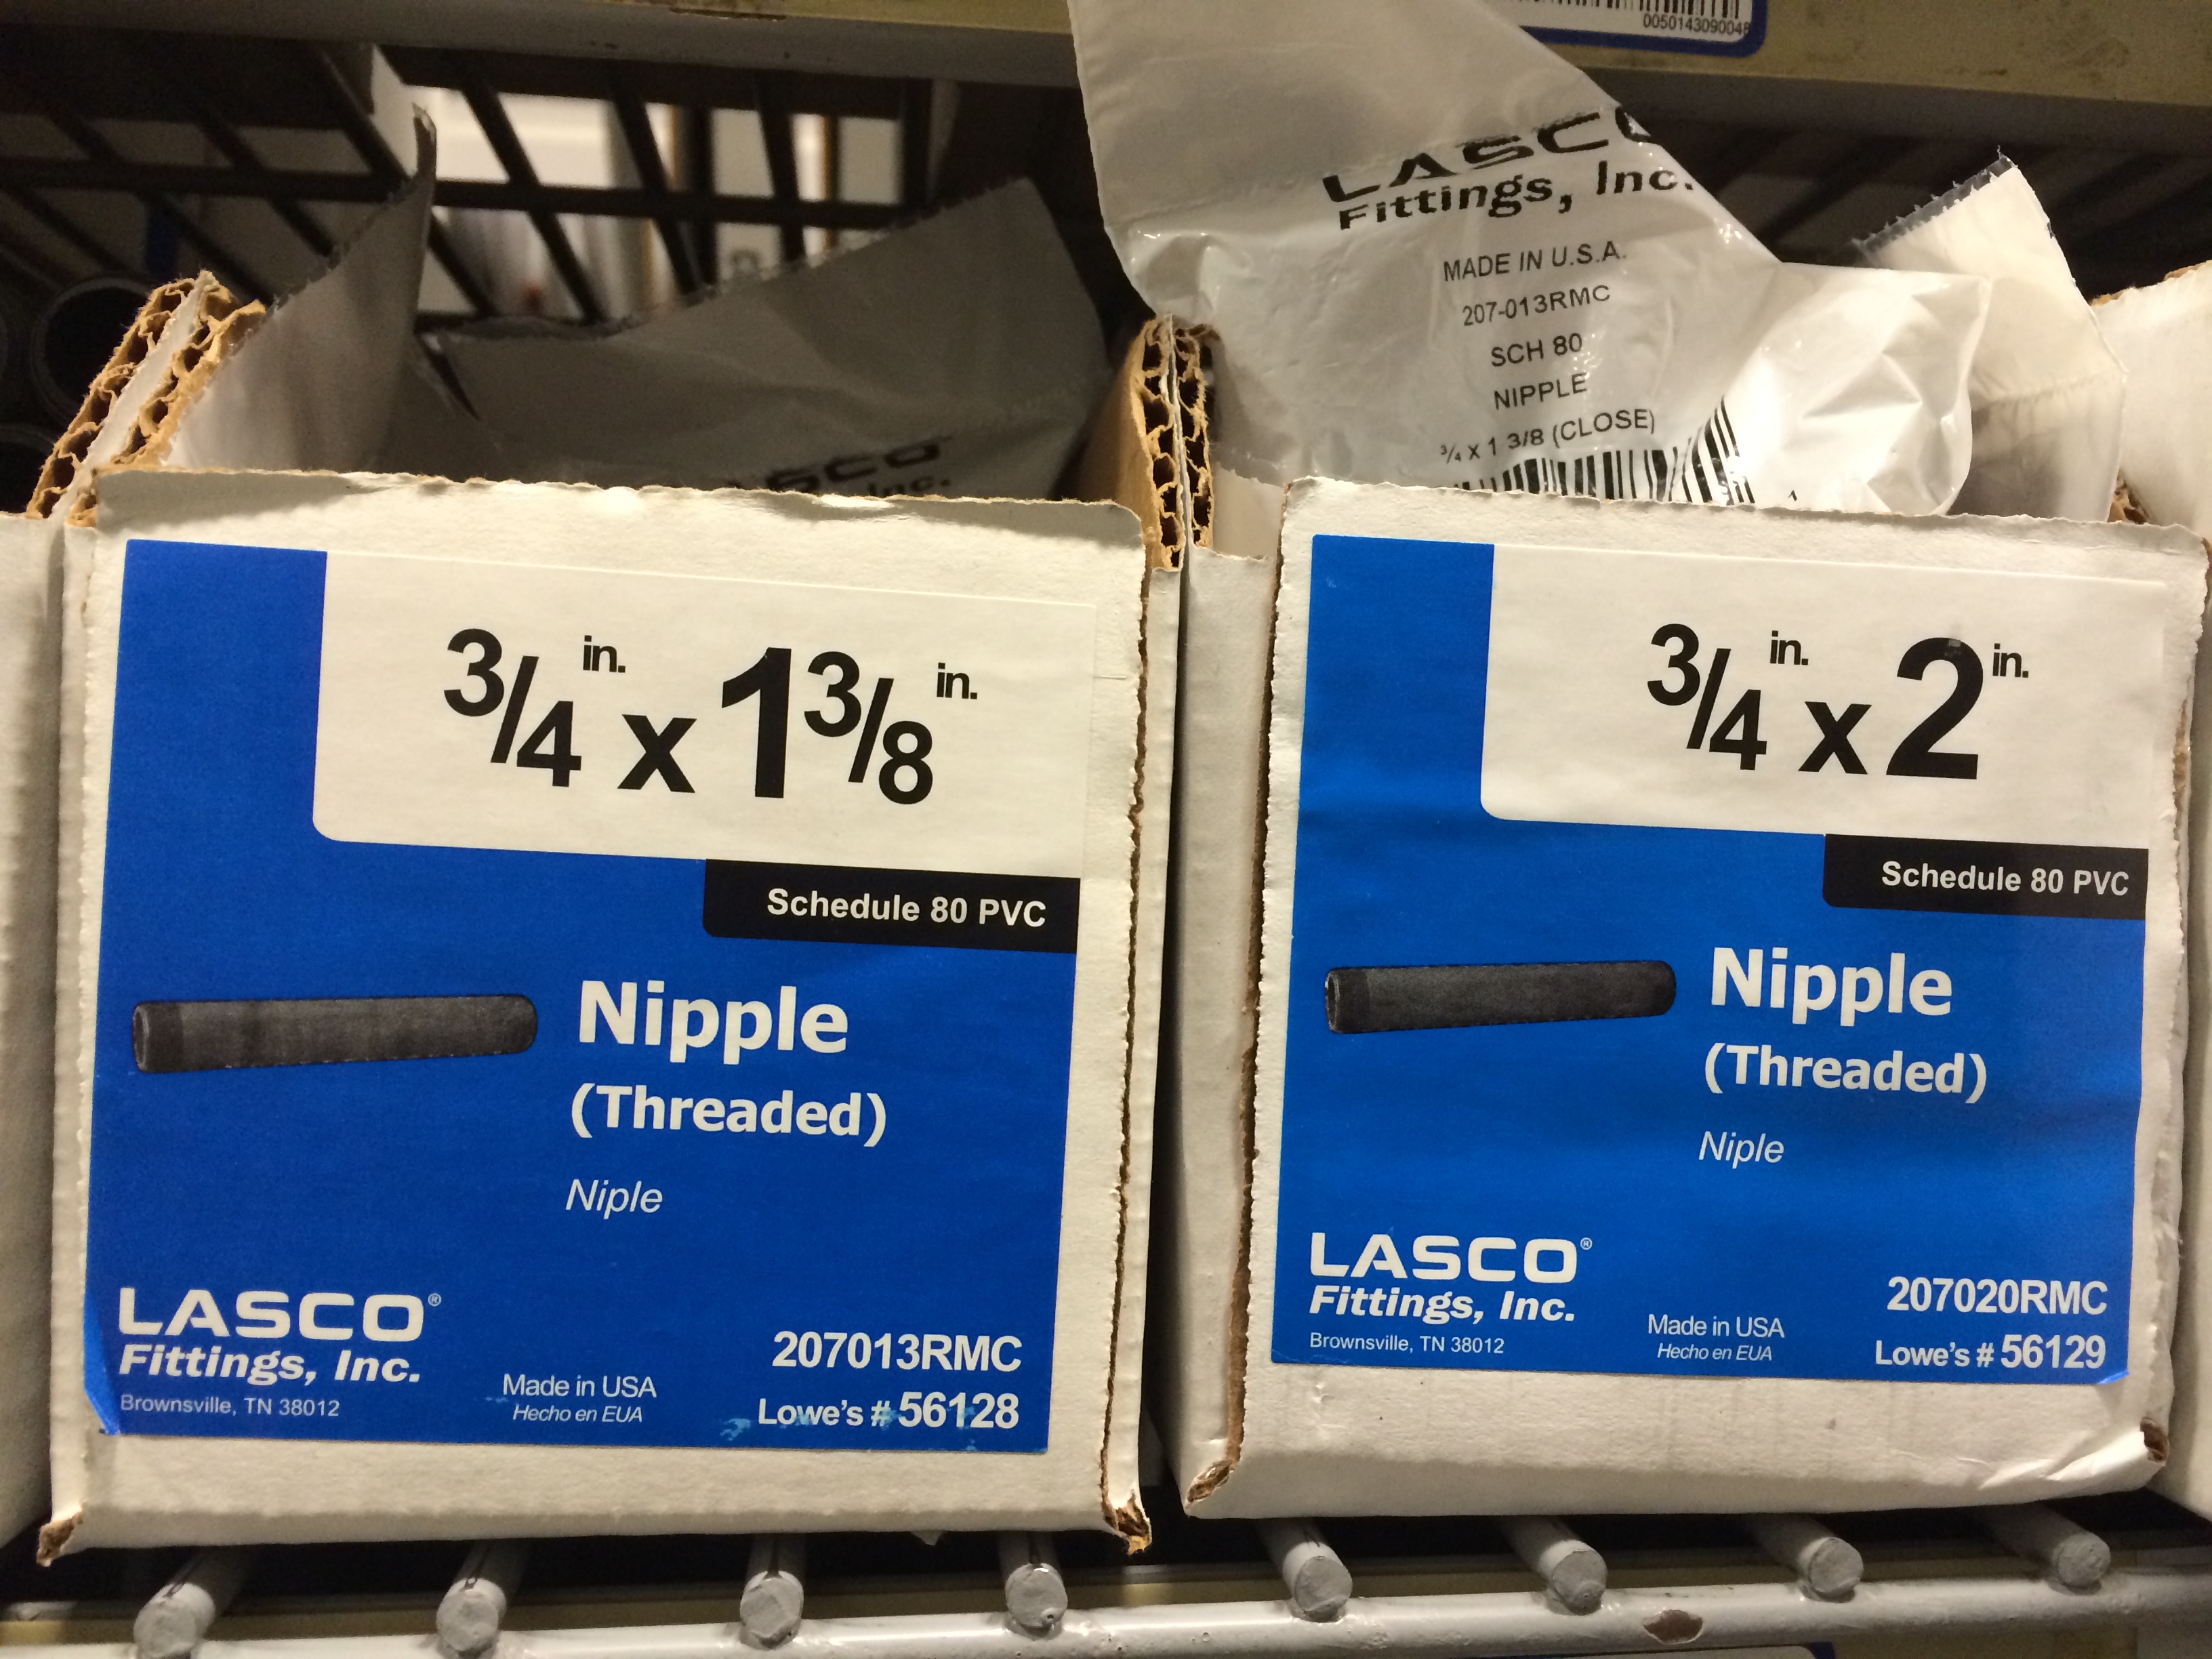 LASCO
Fittings, Inc.
MADE IN U.S.A.
207-013RMC
SCH 80
NIPPLE
3/4 x 1 3/8 (CLOSE)
3/4 in. x 1 3/8 in.
Schedule 80 PVC
Nipple
(Threaded)
Niple
LASCO®
Fittings, Inc.
Brownsville, TN 38012
Made in USA
Hecho en EUA
207013RMC
Lowe's # 56128
3/4 in. x 2 in.
Schedule 80 PVC
Nipple
(Threaded)
Niple
LASCO®
Fittings, Inc.
Brownsville, TN 38012
Made in USA
Hecho en EUA
207020RMC
Lowe's # 56129